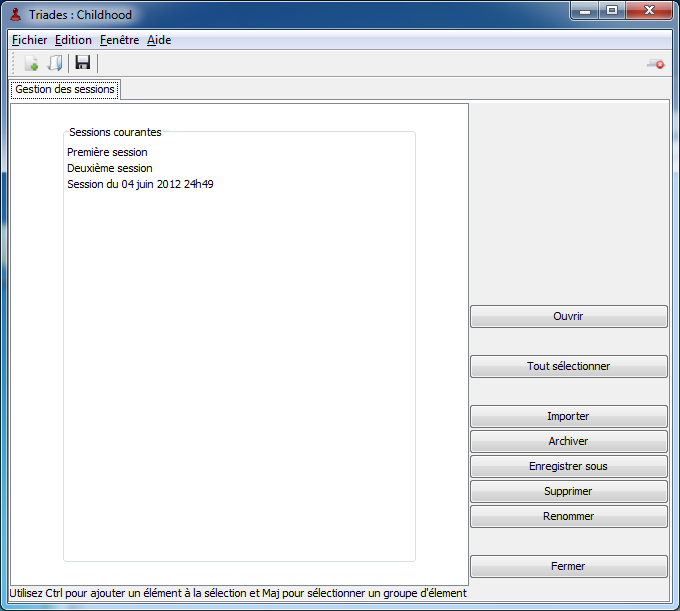 Triades : Childhood
Fichier Edition Fenêtre Aide
Gestion des sessions
Sessions courantes
Première session
Deuxième session
Session du 04 juin 2012 24h49
Ouvrir
Tout sélectionner
Importer
Archiver
Enregistrer sous
Supprimer
Renommer
Fermer
Utilisez Ctrl pour ajouter un élément à la sélection et Maj pour sélectionner un groupe d'élement